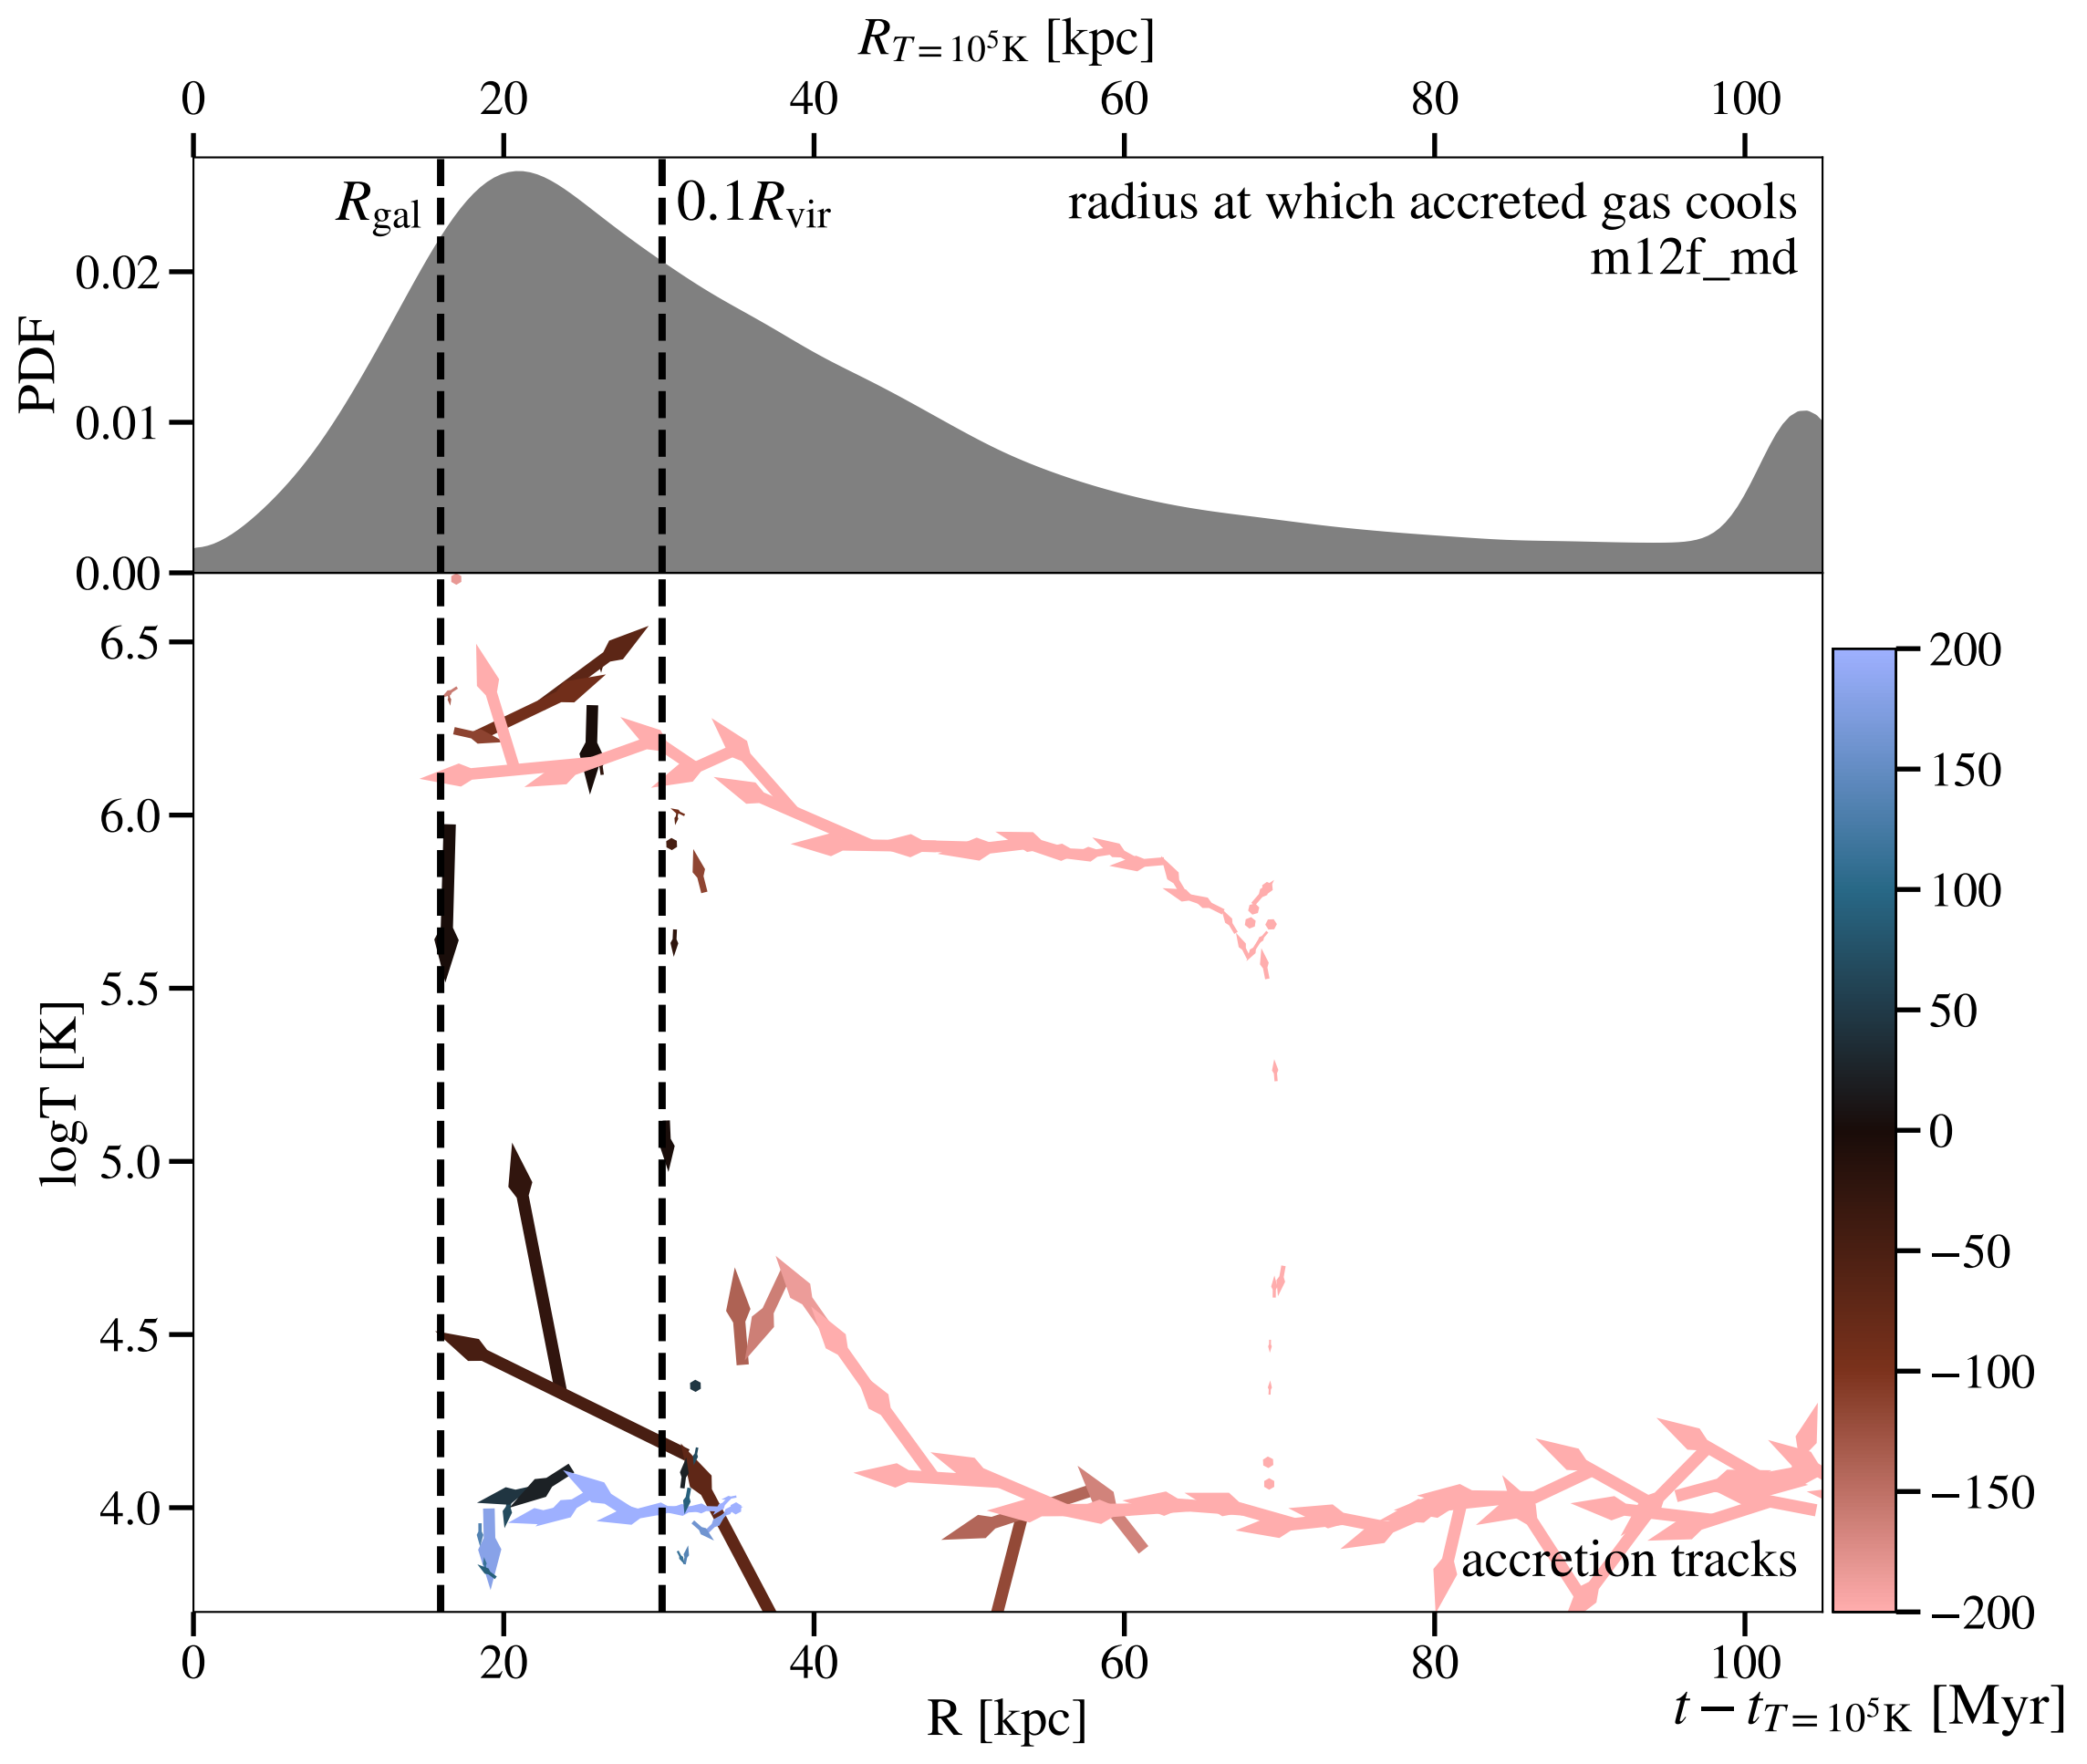 R_{T=10^5K} [kpc]
0 20 40 60 80 100
R_gal
0.1R_vir
radius at which accreted gas cools
m12f_md
PDF
0.02
0.01
0.00
logT [K]
6.5
6.0
5.5
5.0
4.5
4.0
accretion tracks
0 20 40 60 80 100
R [kpc]
200
150
100
50
0
−50
−100
−150
−200
t − t_{T=10^5K} [Myr]